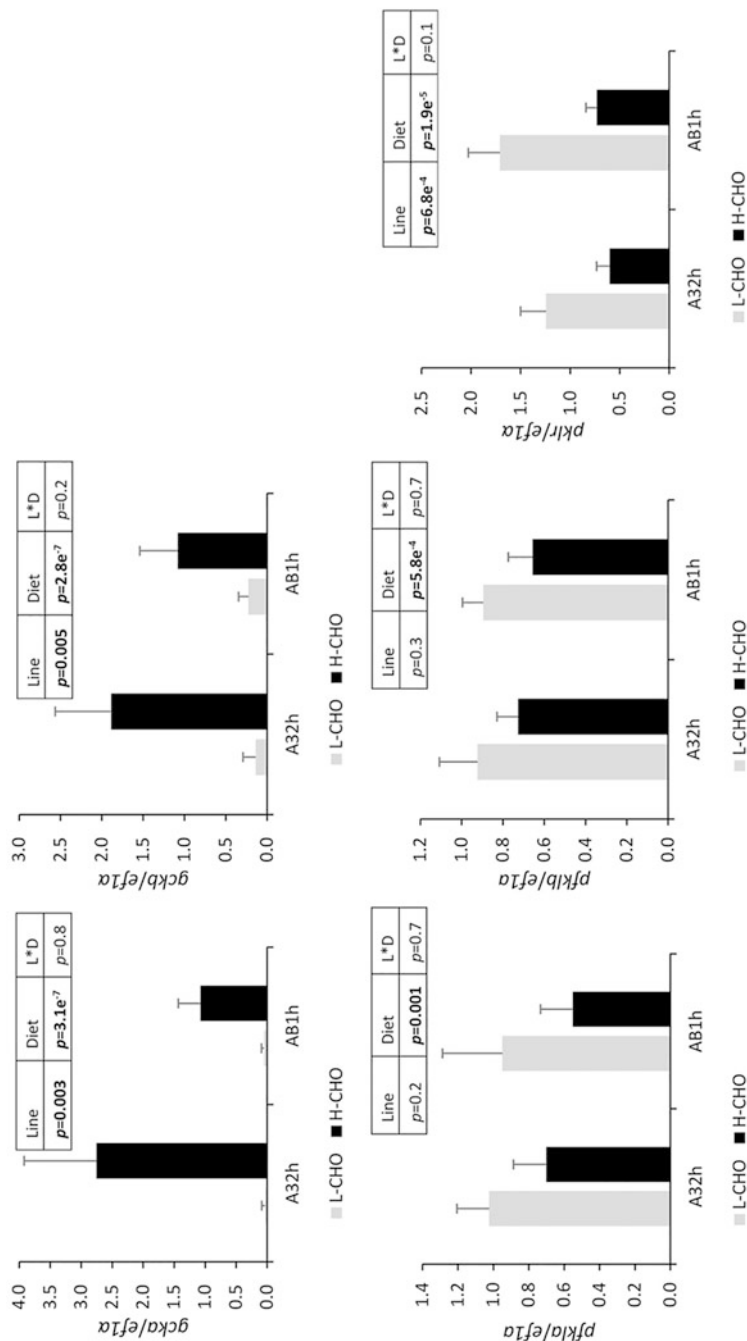 4.0
3.5
3.0
2.5
2.0
1.5
1.0
0.5
0.0
gcka/ef1α
Line Diet L*D
p=0.003 p=3.1e-7 p=0.8
A32h AB1h
L-CHO H-CHO
3.0
2.5
2.0
1.5
1.0
0.5
0.0
gckb/ef1α
Line Diet L*D
p=0.005 p=2.8e-7 p=0.2
A32h AB1h
L-CHO H-CHO
1.4
1.2
1.0
0.8
0.6
0.4
0.2
0.0
pfkla/ef1α
Line Diet L*D
p=0.2 p=0.001 p=0.7
A32h AB1h
L-CHO H-CHO
1.2
1.0
0.8
0.6
0.4
0.2
0.0
pfklb/ef1α
Line Diet L*D
p=0.3 p=5.8e-4 p=0.7
A32h AB1h
L-CHO H-CHO
2.5
2.0
1.5
1.0
0.5
0.0
pklr/ef1α
Line Diet L*D
p=6.8e-4 p=1.9e-5 p=0.1
A32h AB1h
L-CHO H-CHO